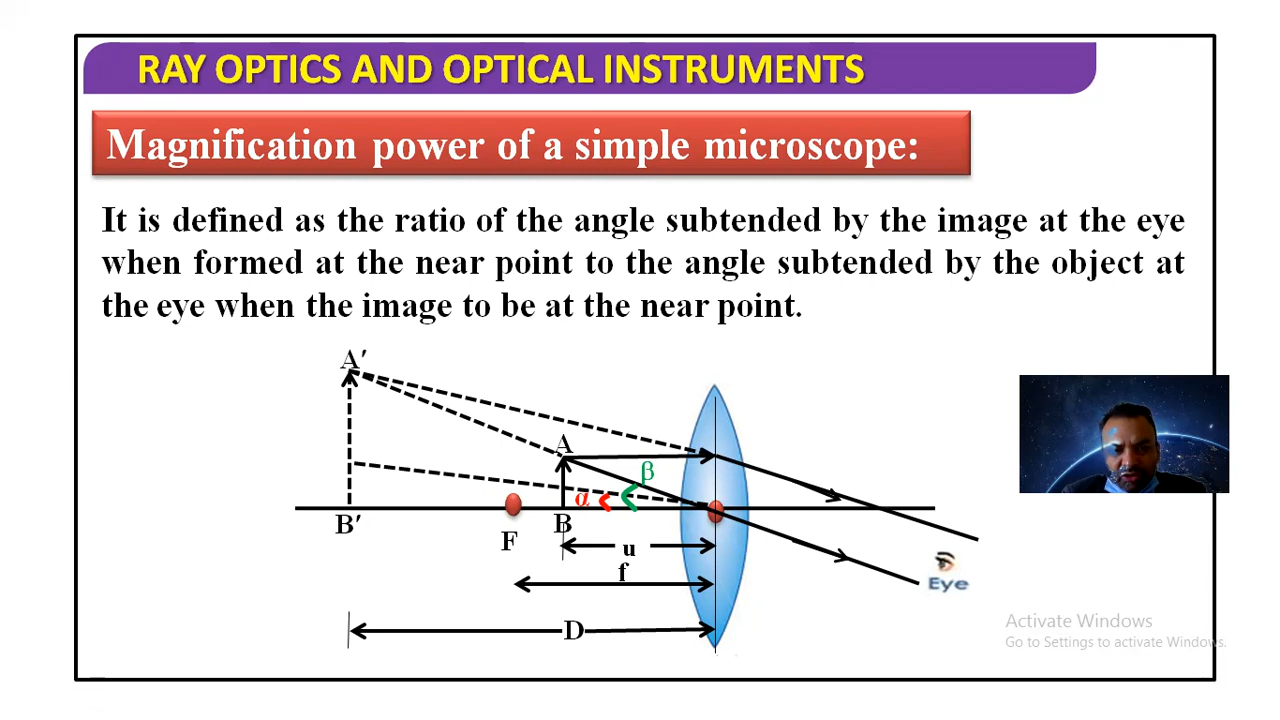 RAY OPTICS AND OPTICAL INSTRUMENTS
Magnification power of a simple microscope:
It is defined as the ratio of the angle subtended by the image at the eye
when formed at the near point to the angle subtended by the object at
the eye when the image to be at the near point.
A′
A
β
α
B′
B
F
u
f
Eye
D
Activate Windows
Go to Settings to activate Windows.